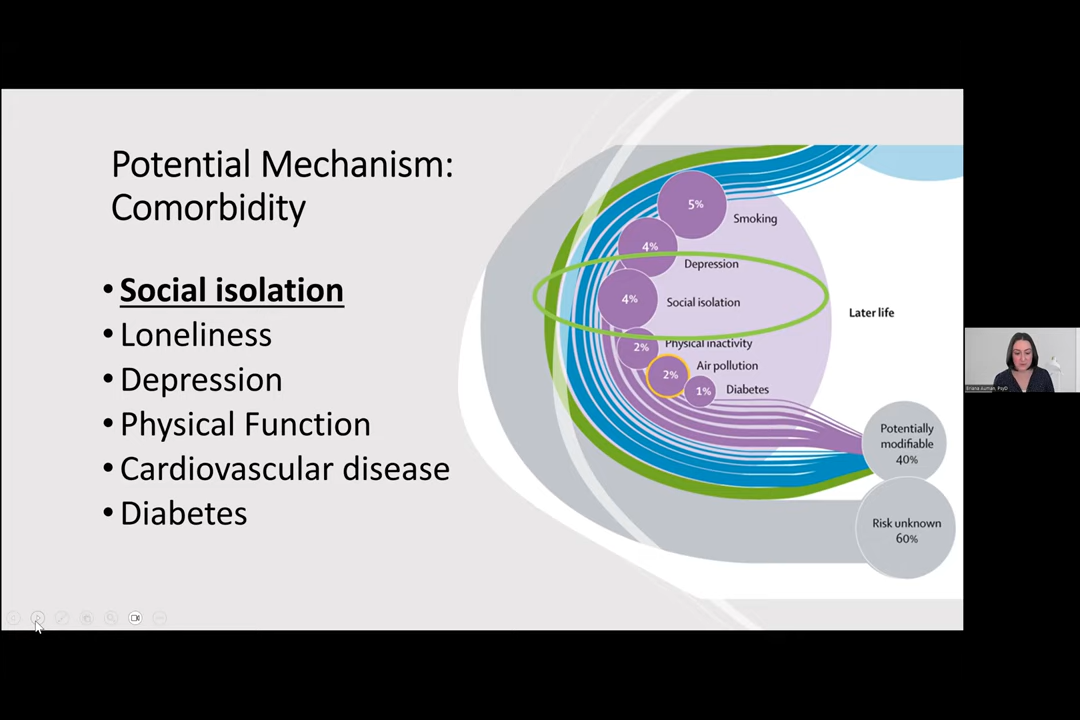 Potential Mechanism:
Comorbidity
• Social isolation
• Loneliness
• Depression
• Physical Function
• Cardiovascular disease
• Diabetes
5%
Smoking
4%
Depression
4%
Social isolation
2%
Physical inactivity
2%
Air pollution
1%
Diabetes
Later life
Potentially
modifiable
40%
Risk unknown
60%